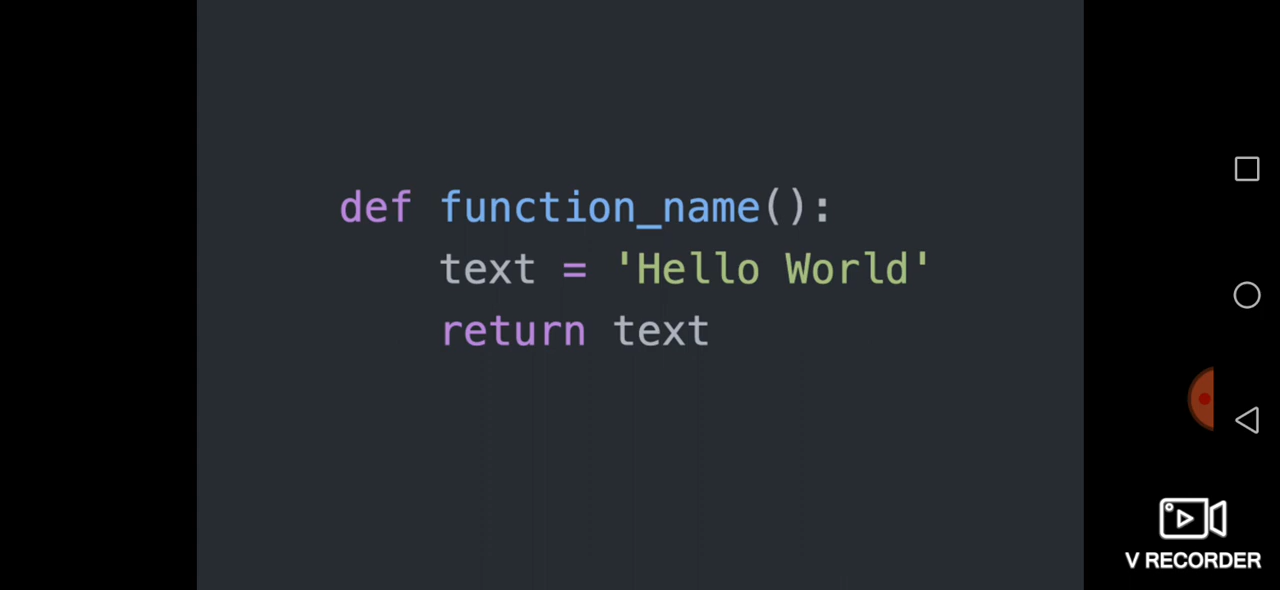 def function_name():
    text = 'Hello World'
    return text
V RECORDER